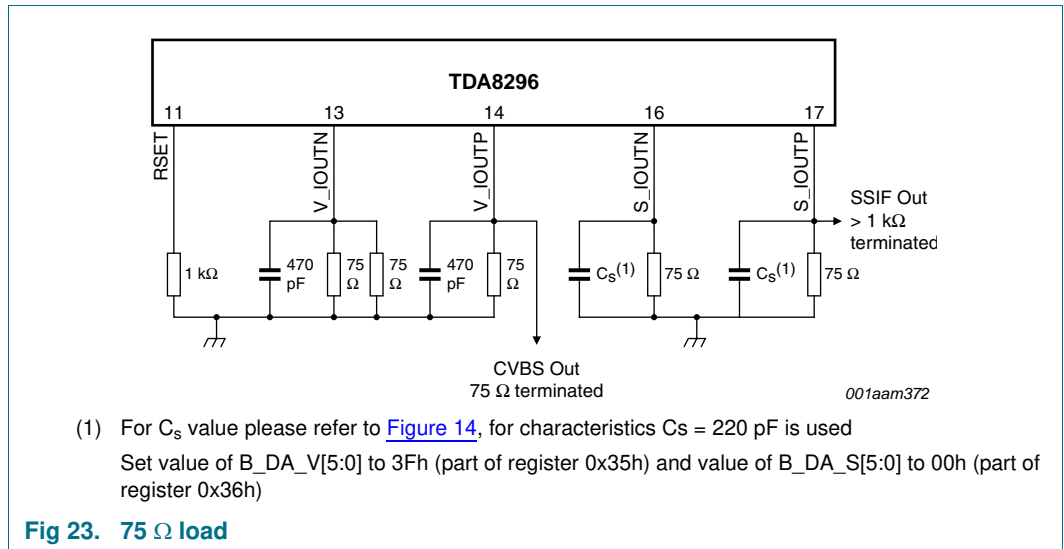 TDA8296
11 13 14 16 17
RSET
V_IOUTN
V_IOUTP
S_IOUTN
S_IOUTP
SSIF Out
> 1 kΩ
terminated
1 kΩ
470
pF
75
Ω
75
Ω
470
pF
75
Ω
Cs(1)
75 Ω
Cs(1)
75 Ω
CVBS Out
75 Ω terminated
001aam372
(1) For Cs value please refer to Figure 14, for characteristics Cs = 220 pF is used
Set value of B_DA_V[5:0] to 3Fh (part of register 0x35h) and value of B_DA_S[5:0] to 00h (part of
register 0x36h)
Fig 23. 75 Ω load